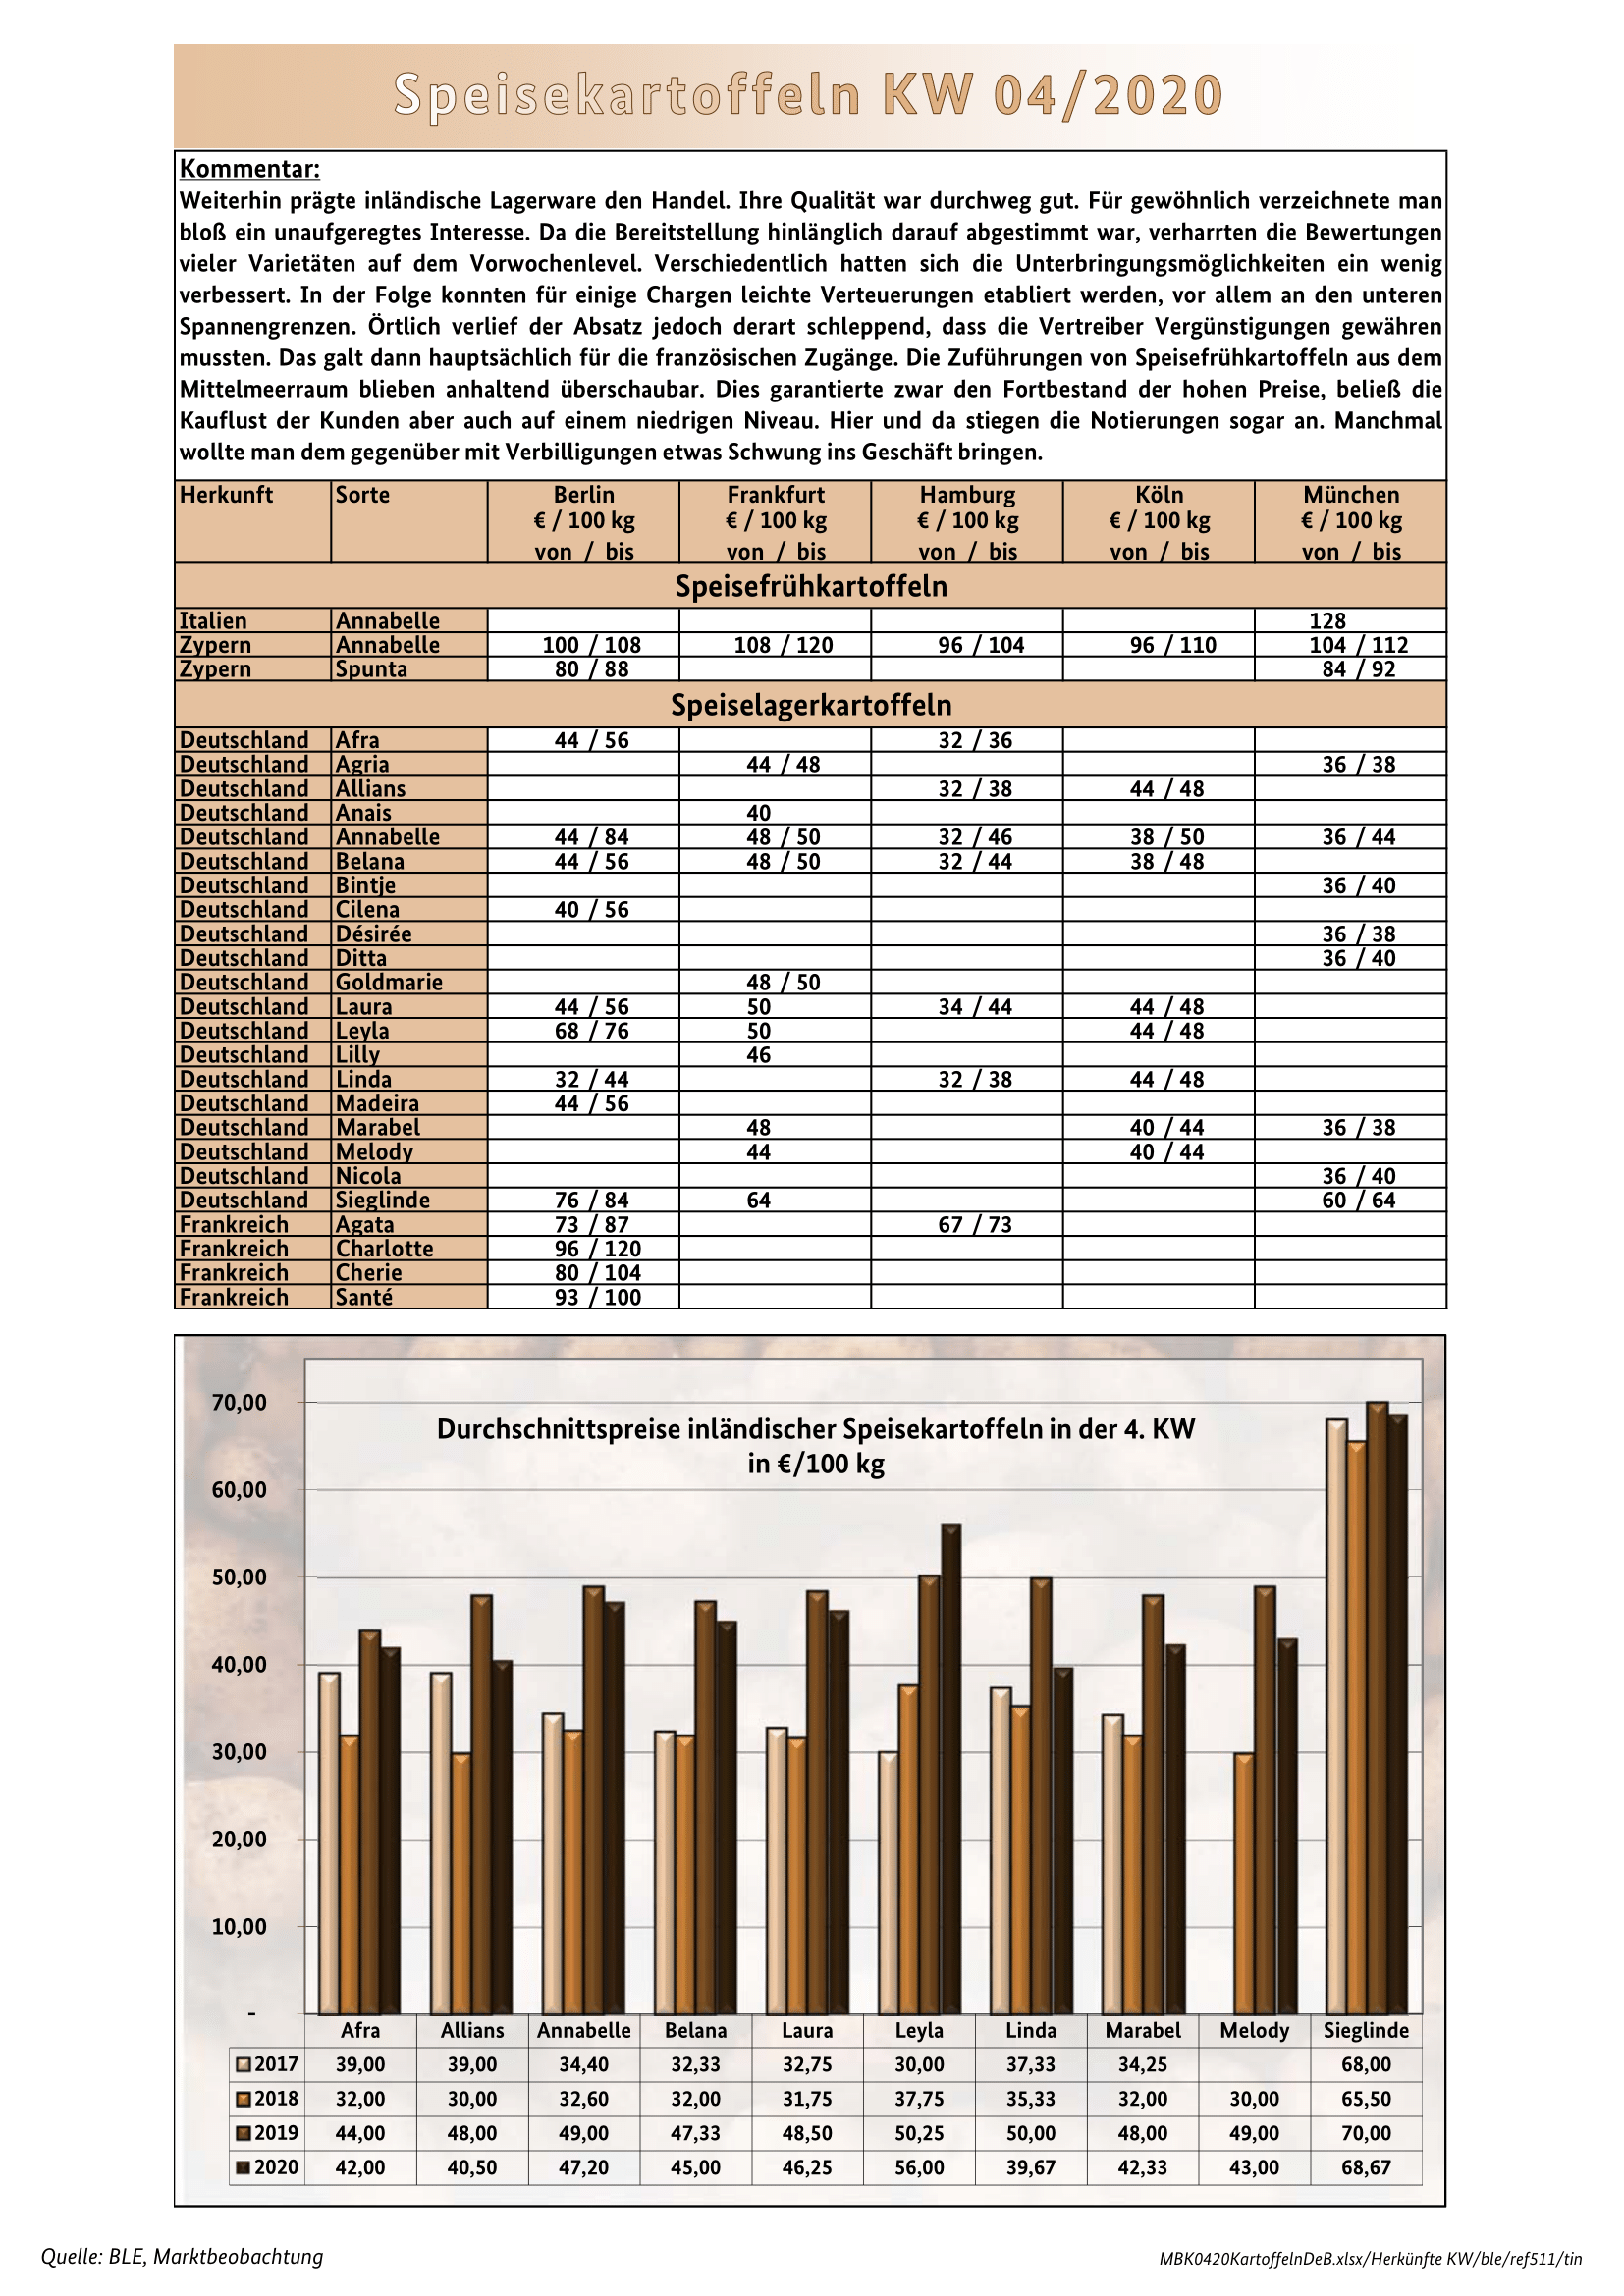 Speisekartoffeln KW 04/2020
Kommentar:
Weiterhin prägte inländische Lagerware den Handel. Ihre Qualität war durchweg gut. Für gewöhnlich verzeichnete man
bloß ein unaufgeregtes Interesse. Da die Bereitstellung hinlänglich darauf abgestimmt war, verharrten die Bewertungen
vieler Varietäten auf dem Vorwochenlevel. Verschiedentlich hatten sich die Unterbringungsmöglichkeiten ein wenig
verbessert. In der Folge konnten für einige Chargen leichte Verteuerungen etabliert werden, vor allem an den unteren
Spannengrenzen. Örtlich verlief der Absatz jedoch derart schleppend, dass die Vertreiber Vergünstigungen gewähren
mussten. Das galt dann hauptsächlich für die französischen Zugänge. Die Zuführungen von Speisefrühkartoffeln aus dem
Mittelmeerraum blieben anhaltend überschaubar. Dies garantierte zwar den Fortbestand der hohen Preise, beließ die
Kauflust der Kunden aber auch auf einem niedrigen Niveau. Hier und da stiegen die Notierungen sogar an. Manchmal
wollte man dem gegenüber mit Verbilligungen etwas Schwung ins Geschäft bringen.
Herkunft Sorte Berlin Frankfurt Hamburg Köln München
€ / 100 kg € / 100 kg € / 100 kg € / 100 kg € / 100 kg
von / bis von / bis von / bis von / bis von / bis
Speisefrühkartoffeln
Italien Annabelle 128
Zypern Annabelle 100 / 108 108 / 120 96 / 104 96 / 110 104 / 112
Zypern Spunta 80 / 88 84 / 92
Speiselagerkartoffeln
Deutschland Afra 44 / 56 32 / 36
Deutschland Agria 44 / 48 36 / 38
Deutschland Allians 32 / 38 44 / 48
Deutschland Anais 40
Deutschland Annabelle 44 / 84 48 / 50 32 / 46 38 / 50 36 / 44
Deutschland Belana 44 / 56 48 / 50 32 / 44 38 / 48
Deutschland Bintje 36 / 40
Deutschland Cilena 40 / 56
Deutschland Désirée 36 / 38
Deutschland Ditta 36 / 40
Deutschland Goldmarie 48 / 50
Deutschland Laura 44 / 56 50 34 / 44 44 / 48
Deutschland Leyla 68 / 76 50 44 / 48
Deutschland Lilly 46
Deutschland Linda 32 / 44 32 / 38 44 / 48
Deutschland Madeira 44 / 56
Deutschland Marabel 48 40 / 44 36 / 38
Deutschland Melody 44 40 / 44
Deutschland Nicola 36 / 40
Deutschland Sieglinde 76 / 84 64 60 / 64
Frankreich Agata 73 / 87 67 / 73
Frankreich Charlotte 96 / 120
Frankreich Cherie 80 / 104
Frankreich Santé 93 / 100
Durchschnittspreise inländischer Speisekartoffeln in der 4. KW
in €/100 kg
70,00
60,00
50,00
40,00
30,00
20,00
10,00
-
Afra Allians Annabelle Belana Laura Leyla Linda Marabel Melody Sieglinde
2017 39,00 39,00 34,40 32,33 32,75 30,00 37,33 34,25 68,00
2018 32,00 30,00 32,60 32,00 31,75 37,75 35,33 32,00 30,00 65,50
2019 44,00 48,00 49,00 47,33 48,50 50,25 50,00 48,00 49,00 70,00
2020 42,00 40,50 47,20 45,00 46,25 56,00 39,67 42,33 43,00 68,67
Quelle: BLE, Marktbeobachtung
MBK0420KartoffelnDeB.xlsx/Herkünfte KW/ble/ref511/tin